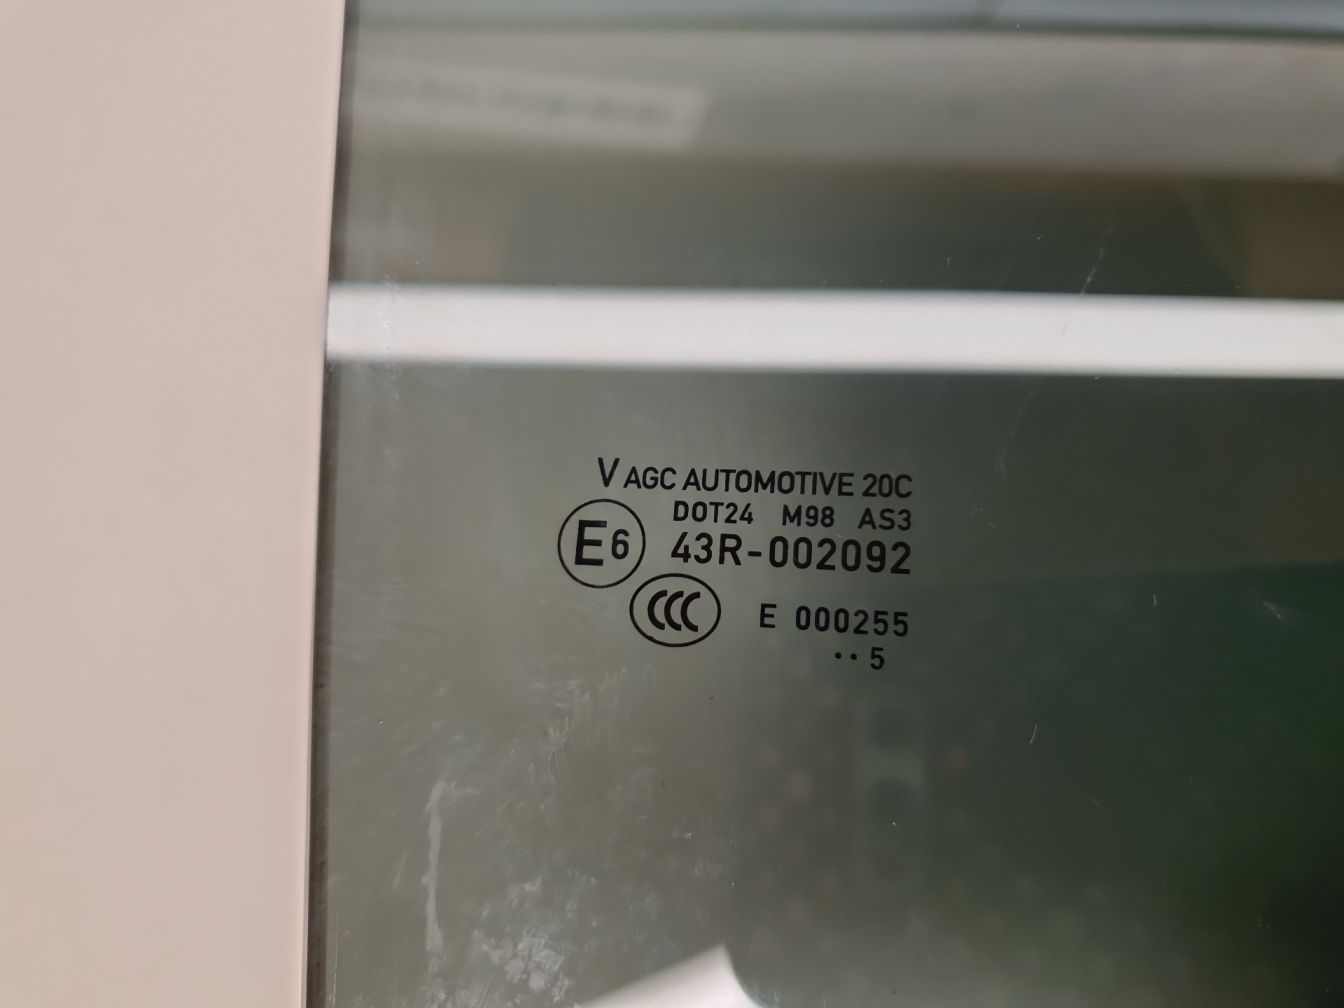 V AGC AUTOMOTIVE 20C
DOT24 M98 AS3
E6 43R-002092
CCC E 000255
·· 5